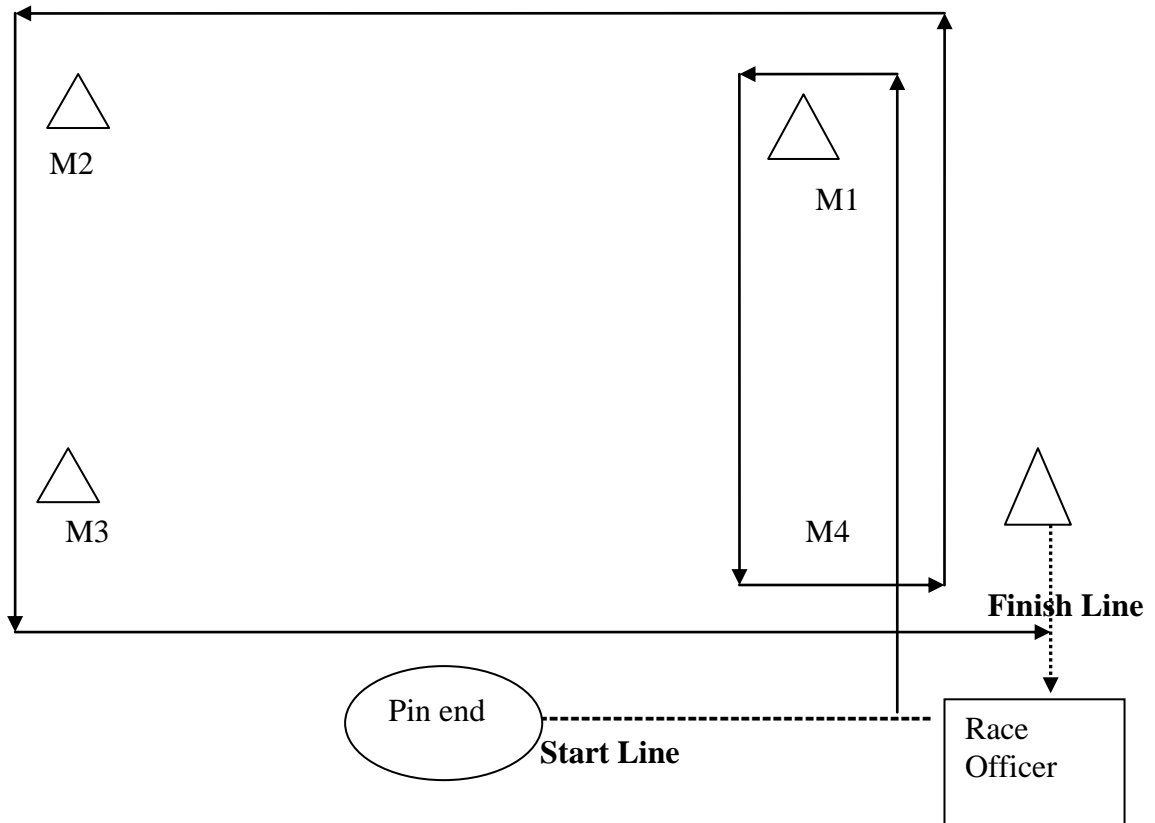 M2
M1
M3
M4
Finish Line
Pin end
Start Line
Race
Officer